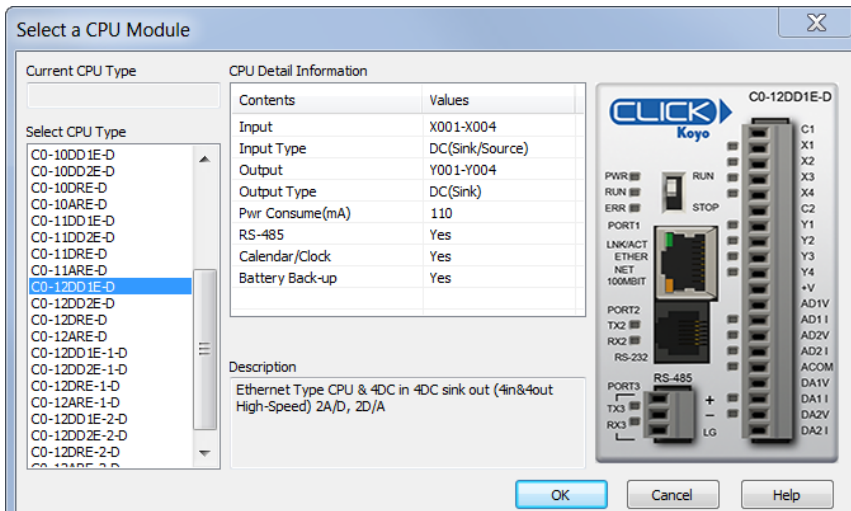 Select a CPU Module
Current CPU Type
Select CPU Type
C0-10DD1E-D
C0-10DD2E-D
C0-10DRE-D
C0-10ARE-D
C0-11DD1E-D
C0-11DD2E-D
C0-11DRE-D
C0-11ARE-D
C0-12DD1E-D
C0-12DD2E-D
C0-12DRE-D
C0-12ARE-D
C0-12DD1E-1-D
C0-12DD2E-1-D
C0-12DRE-1-D
C0-12ARE-1-D
C0-12DD1E-2-D
C0-12DD2E-2-D
C0-12DRE-2-D
C0-12ARE-2-D
CPU Detail Information
Contents Values
Input X001-X004
Input Type DC(Sink/Source)
Output Y001-Y004
Output Type DC(Sink)
Pwr Consume(mA) 110
RS-485 Yes
Calendar/Clock Yes
Battery Back-up Yes
Description
Ethernet Type CPU & 4DC in 4DC sink out (4in&4out
High-Speed) 2A/D, 2D/A
CLICK
Koyo
C0-12DD1E-D
PWR
RUN
ERR
RUN
STOP
PORT1
LNK/ACT
ETHER
NET
100MBIT
PORT2
TX2
RX2
RS-232
PORT3
RS-485
TX3
RX3
+
−
LG
C1
X1
X2
X3
X4
C2
Y1
Y2
Y3
Y4
+V
AD1V
AD1I
AD2V
AD2I
ACOM
DA1V
DA1I
DA2V
DA2I
OK Cancel Help